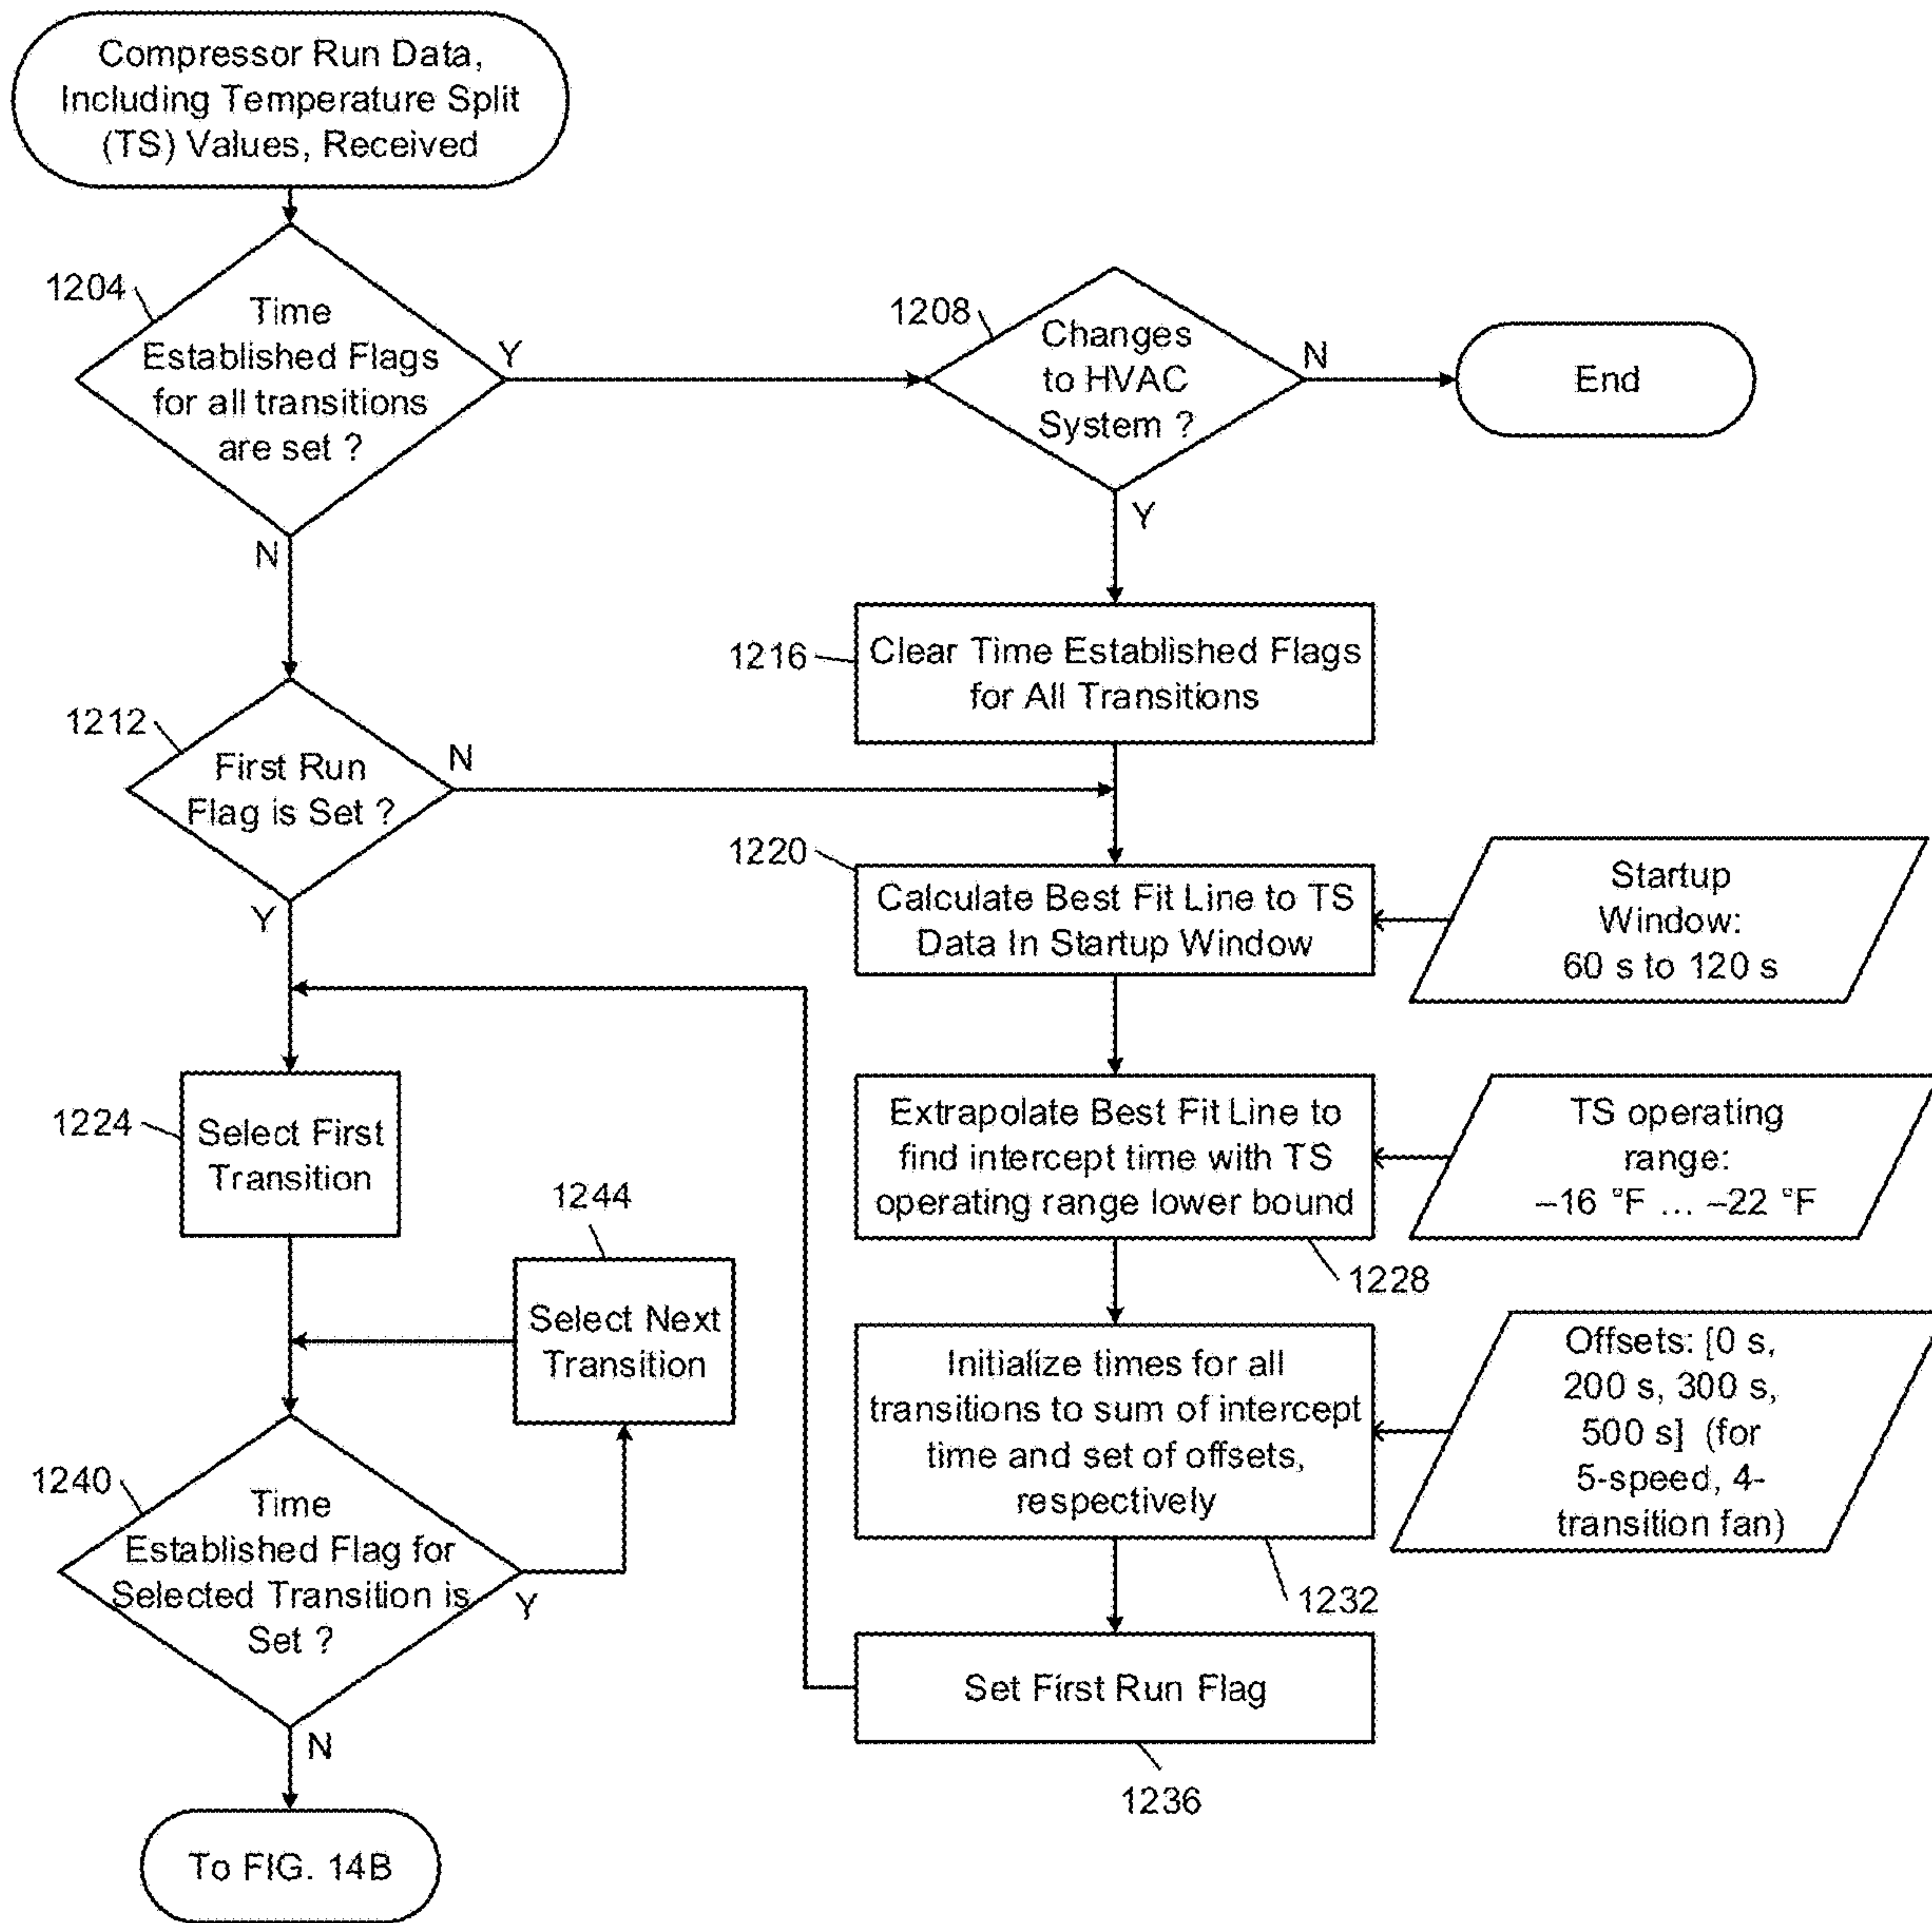 Compressor Run Data,
Including Temperature Split
(TS) Values, Received
1204
Time
Established Flags
for all transitions
are set ?
Y
N
1208
Changes
to HVAC
System ?
N
Y
End
1212
First Run
Flag is Set ?
N
Y
1216
Clear Time Established Flags
for All Transitions
1220
Calculate Best Fit Line to TS
Data In Startup Window
Startup
Window:
60 s to 120 s
1224
Select First
Transition
Extrapolate Best Fit Line to
find intercept time with TS
operating range lower bound
1228
TS operating
range:
–16 °F ... –22 °F
1244
Select Next
Transition
Initialize times for all
transitions to sum of intercept
time and set of offsets,
respectively
1232
Offsets: [0 s,
200 s, 300 s,
500 s] (for
5-speed, 4-
transition fan)
1240
Time
Established Flag for
Selected Transition is
Set ?
Y
N
Set First Run Flag
1236
To FIG. 14B